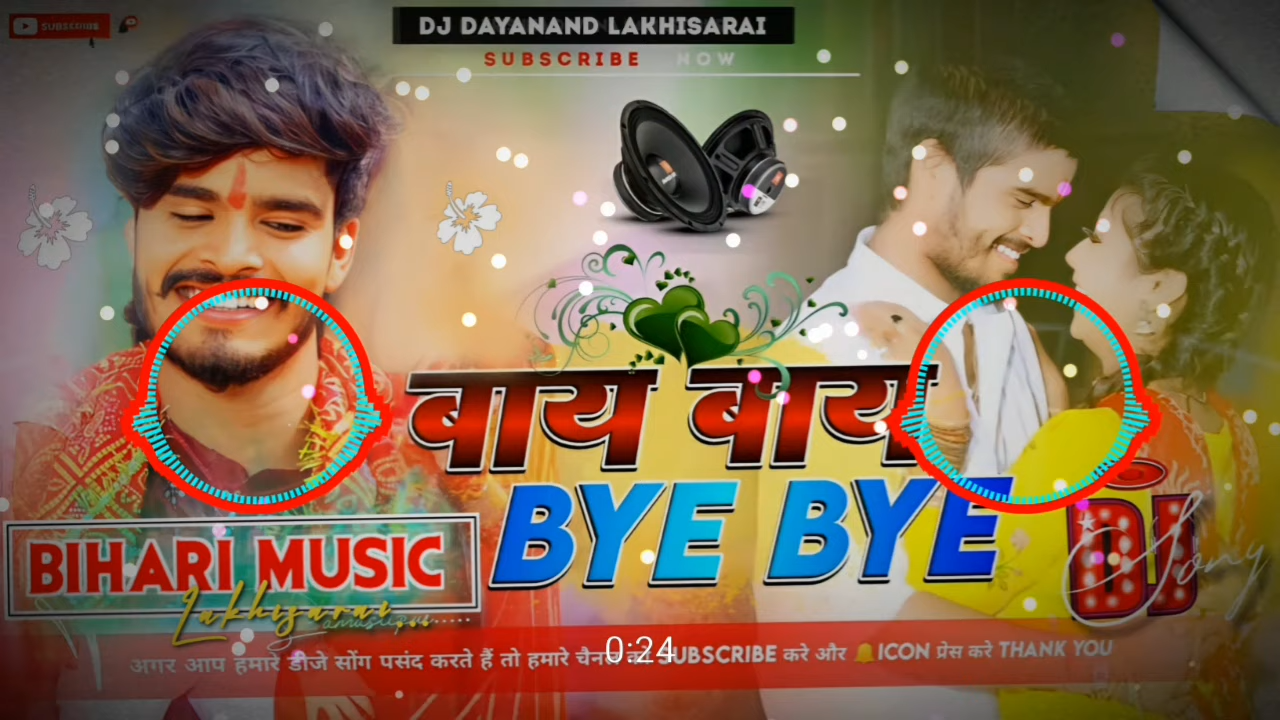 SUBSCRIBE
DJ DAYANAND LAKHISARAI
SUBSCRIBE NOW
बाय बाय
BYE BYE
BIHARI MUSIC
Lakhisarai
DJ Song
0:24
अगर आप हमारे डीजे सोंग पसंद करते हैं तो हमारे चैनल SUBSCRIBE करे और 🔔ICON प्रेस करे THANK YOU